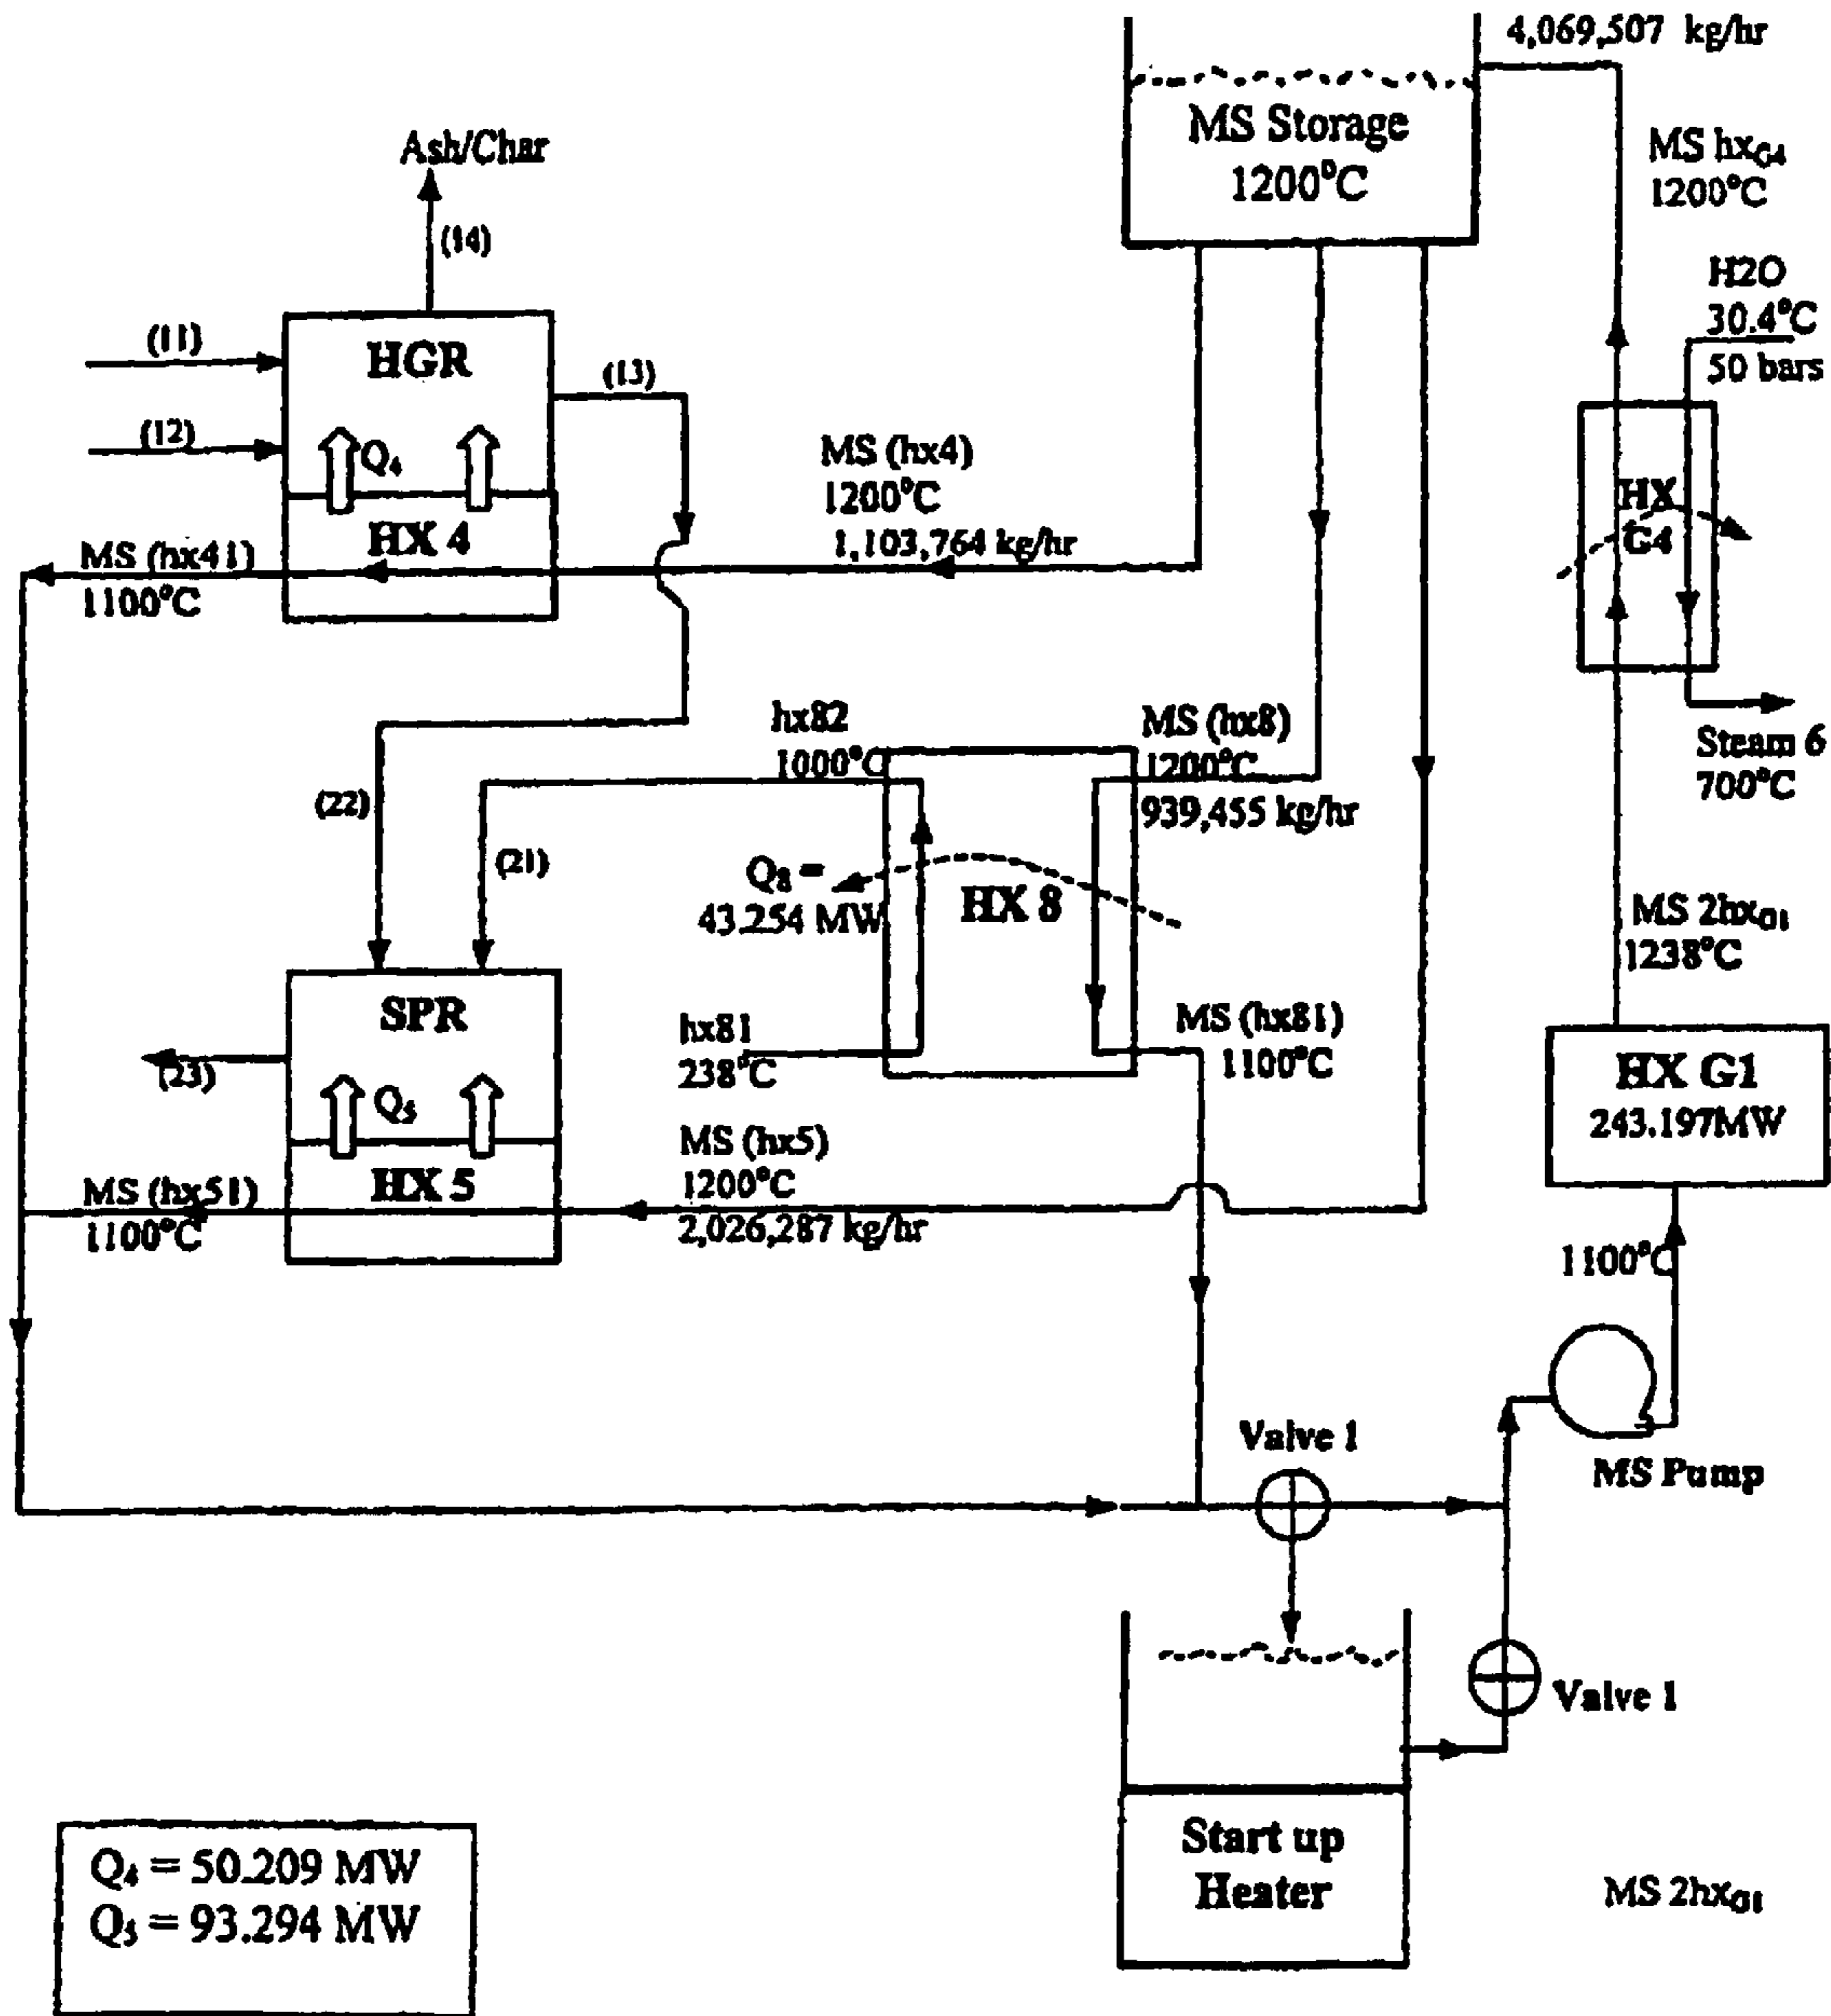 4,069,507 kg/hr
MS Storage
1200°C
MS hxG4
1200°C
Ash/Char
(14)
H2O
30.4°C
50 bars
(11)
HGR
(13)
(12)
Q4
MS (hx4)
1200°C
1,103,764 kg/hr
HX
G4
HX 4
MS (hx41)
1100°C
hx82
1000°C
MS (hx8)
1200°C
939,455 kg/hr
Steam 6
700°C
(22)
(21)
Q8 =
43.254 MW
HX 8
MS 2hxG1
1238°C
SPR
hx81
238°C
MS (hx81)
1100°C
(23)
Q5
HX G1
243.197MW
MS (hx5)
1200°C
2,026,287 kg/hr
HX 5
MS (hx51)
1100°C
1100°C
Valve 1
MS Pump
Valve 1
Start up
Heater
Q4 = 50.209 MW
Q5 = 93.294 MW
MS 2hxG1